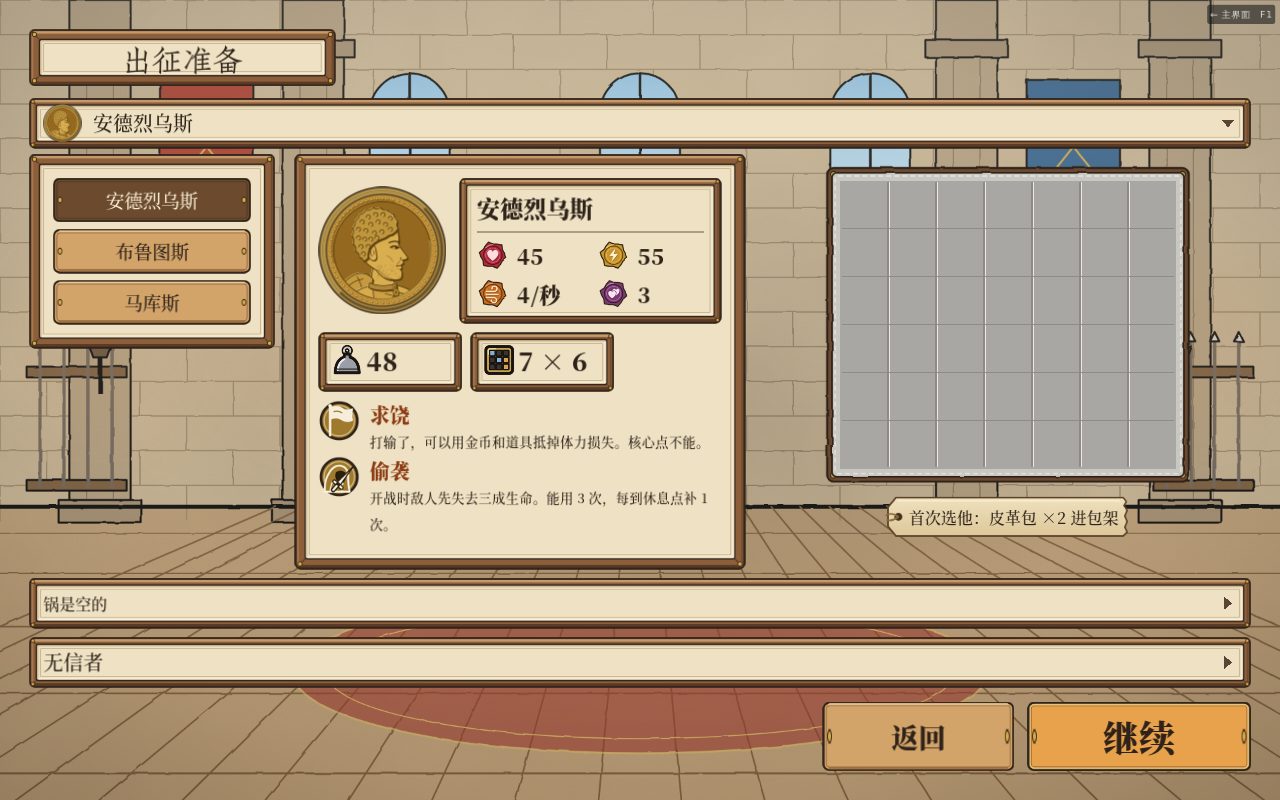 ← 主界面 F1
出征准备
安德烈乌斯
安德烈乌斯
布鲁图斯
马库斯
安德烈乌斯
45
55
4/秒
3
48
7 × 6
求饶
打输了，可以用金币和道具抵掉体力损失。核心点不能。
偷袭
开战时敌人先失去三成生命。能用 3 次，每到休息点补 1
次。
首次选他：皮革包 ×2 进包架
锅是空的
无信者
返回
继续